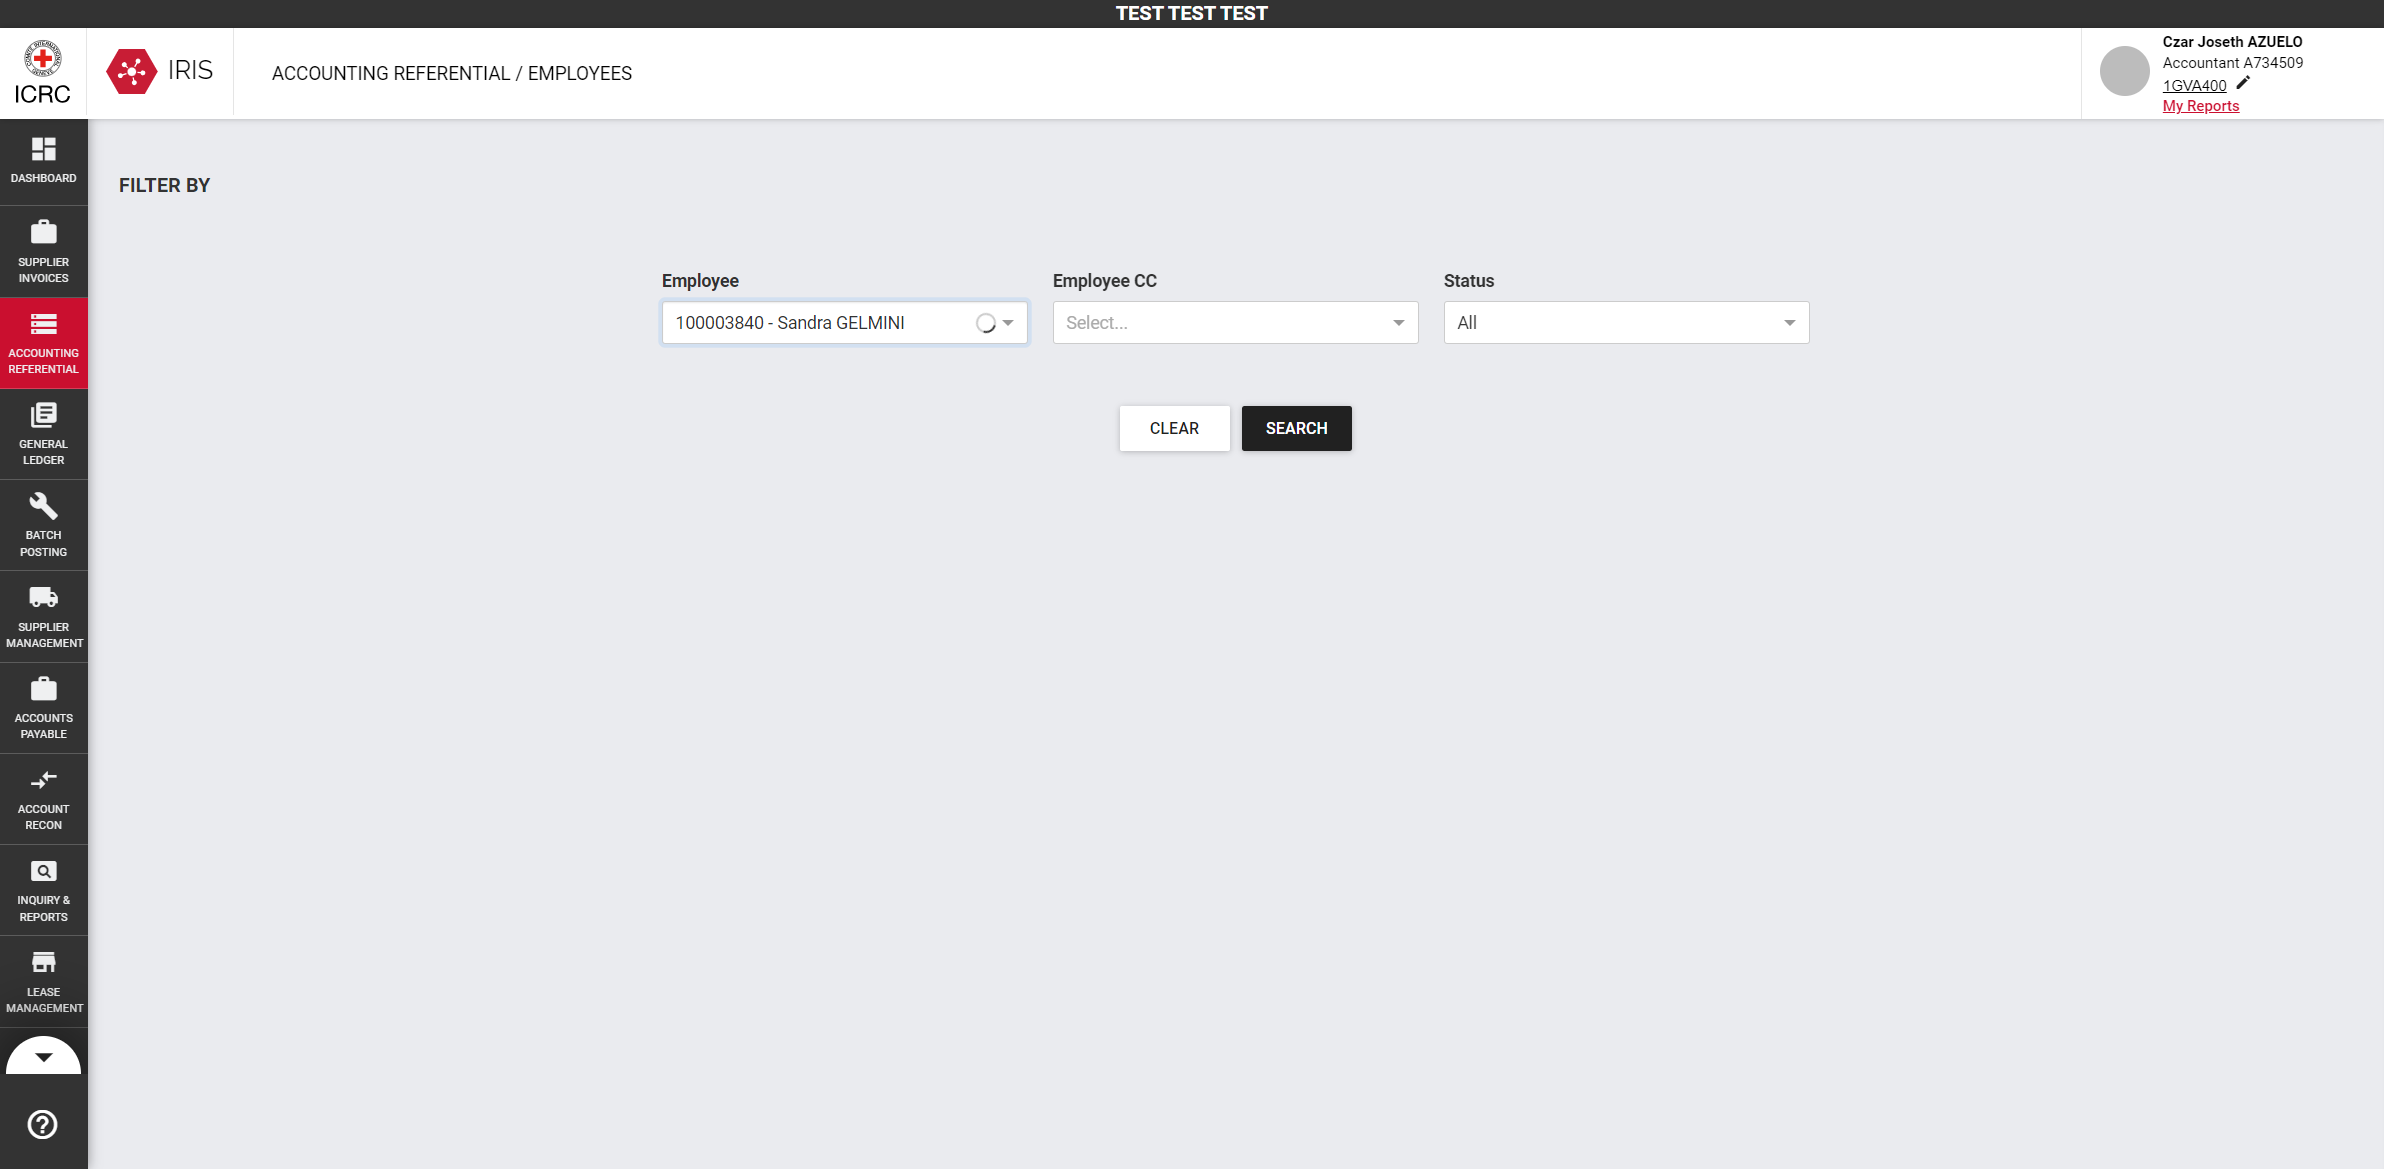 TEST TEST TEST
ICRC
IRIS
ACCOUNTING REFERENTIAL / EMPLOYEES
Czar Joseth AZUELO
Accountant A734509
1GVA400
My Reports
DASHBOARD
SUPPLIER
INVOICES
ACCOUNTING
REFERENTIAL
GENERAL
LEDGER
BATCH
POSTING
SUPPLIER
MANAGEMENT
ACCOUNTS
PAYABLE
ACCOUNT
RECON
INQUIRY &
REPORTS
LEASE
MANAGEMENT
FILTER BY
Employee
100003840 - Sandra GELMINI
Employee CC
Select...
Status
All
CLEAR
SEARCH